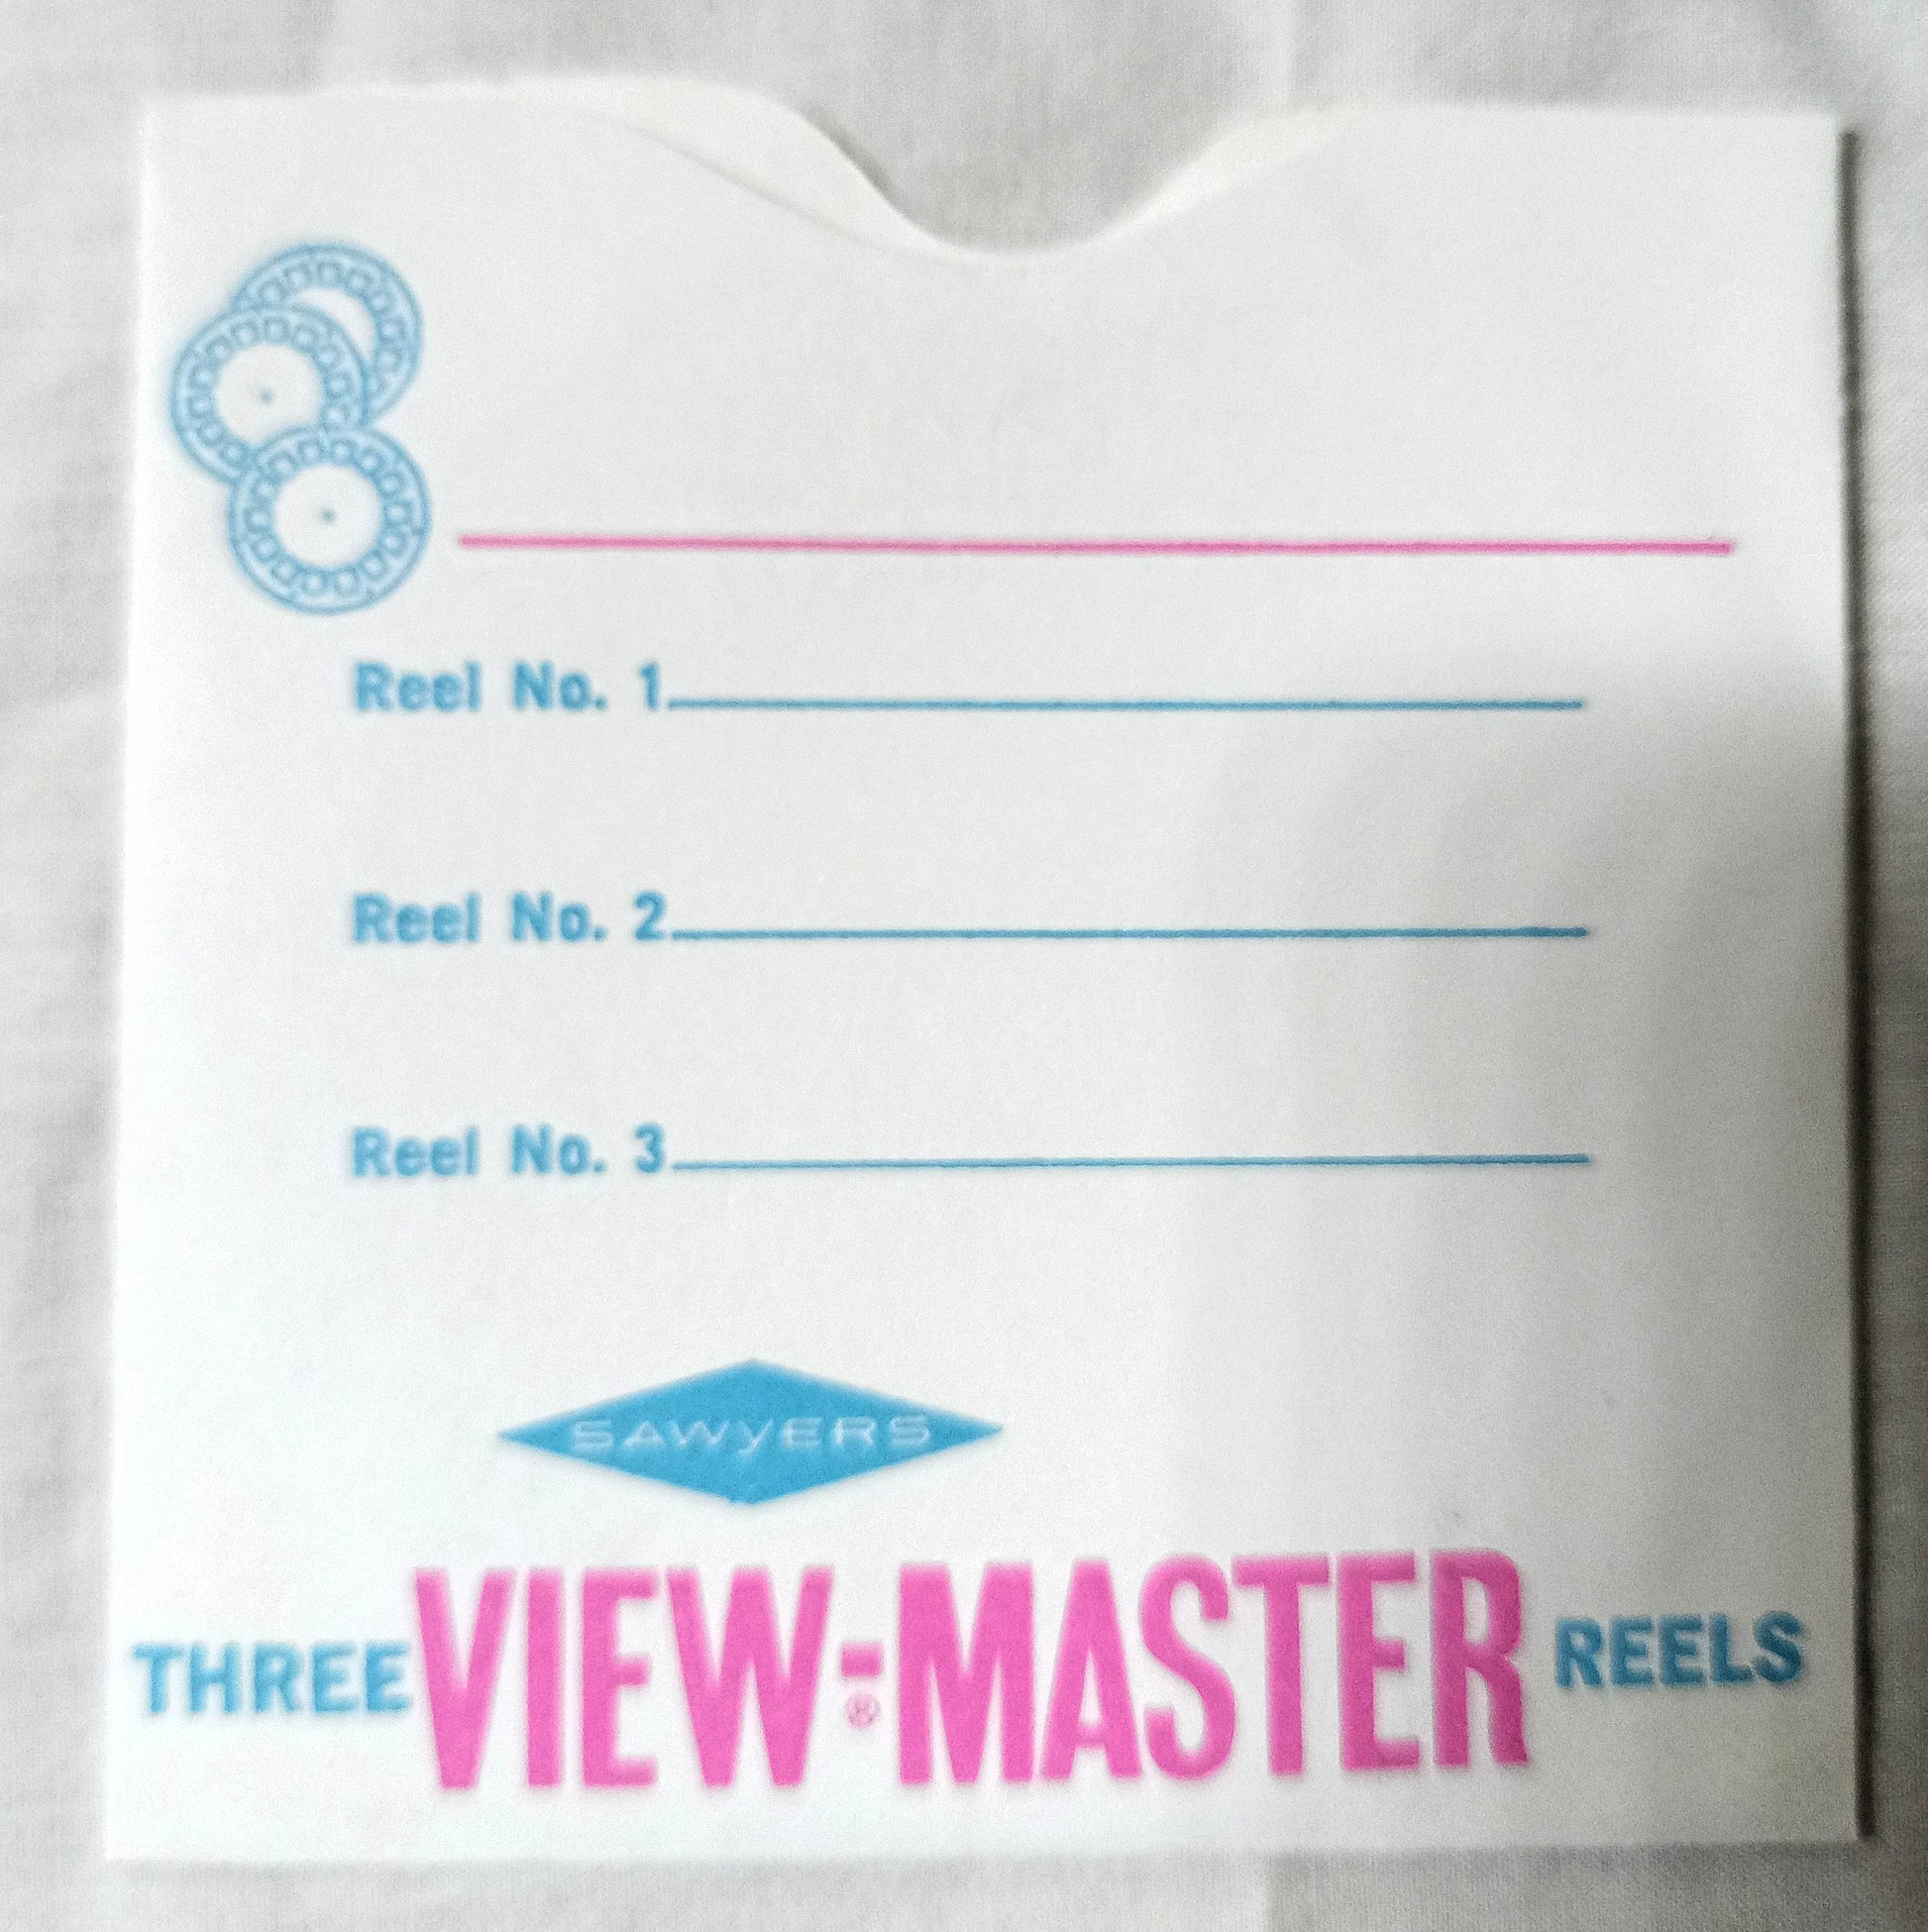 Reel No. 1
Reel No. 2
Reel No. 3
SAWYERS
THREE VIEW-MASTER® REELS